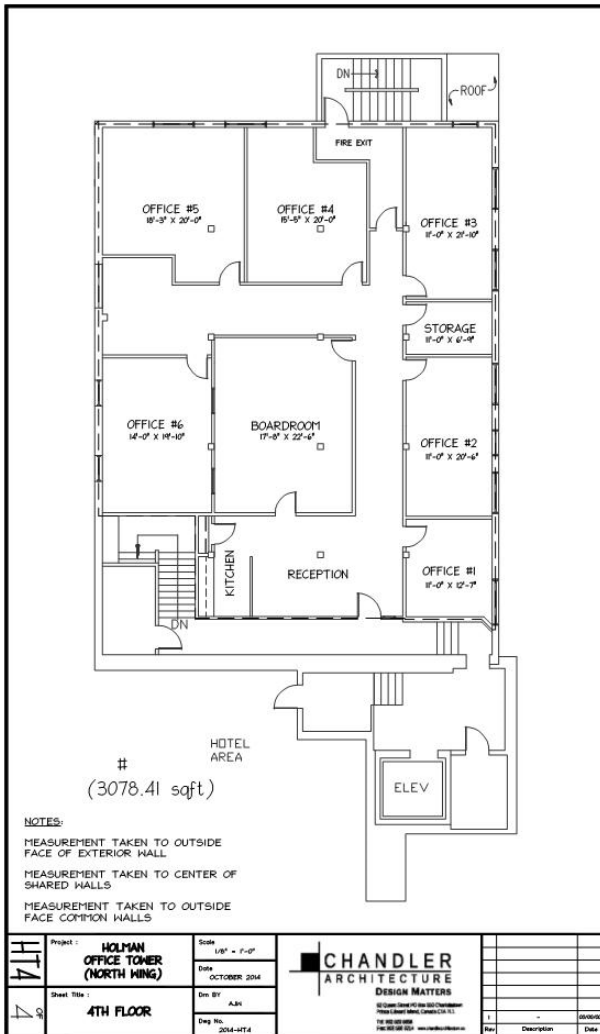 DN
ROOF
FIRE EXIT
OFFICE #5
18'-3" X 20'-0"
OFFICE #4
15'-5" X 20'-0"
OFFICE #3
11'-0" X 21'-10"
STORAGE
11'-0" X 6'-9"
OFFICE #6
14'-0" X 19'-10"
BOARDROOM
17'-8" X 22'-6"
OFFICE #2
11'-0" X 20'-6"
KITCHEN
RECEPTION
OFFICE #1
11'-0" X 12'-7"
DN
HOTEL
AREA
#
(3078.41 sqft)
ELEV
NOTES:
MEASUREMENT TAKEN TO OUTSIDE
FACE OF EXTERIOR WALL
MEASUREMENT TAKEN TO CENTER OF
SHARED WALLS
MEASUREMENT TAKEN TO OUTSIDE
FACE COMMON WALLS
HT4
4 OF 4
Project :
HOLMAN
OFFICE TOWER
(NORTH WING)
Sheet Title :
4TH FLOOR
Scale
1/8" = 1'-0"
Date
OCTOBER 2014
Drn BY
AJH
Dwg No.
2014-HT4
CHANDLER
ARCHITECTURE
DESIGN MATTERS
1 -
Rev Description Date